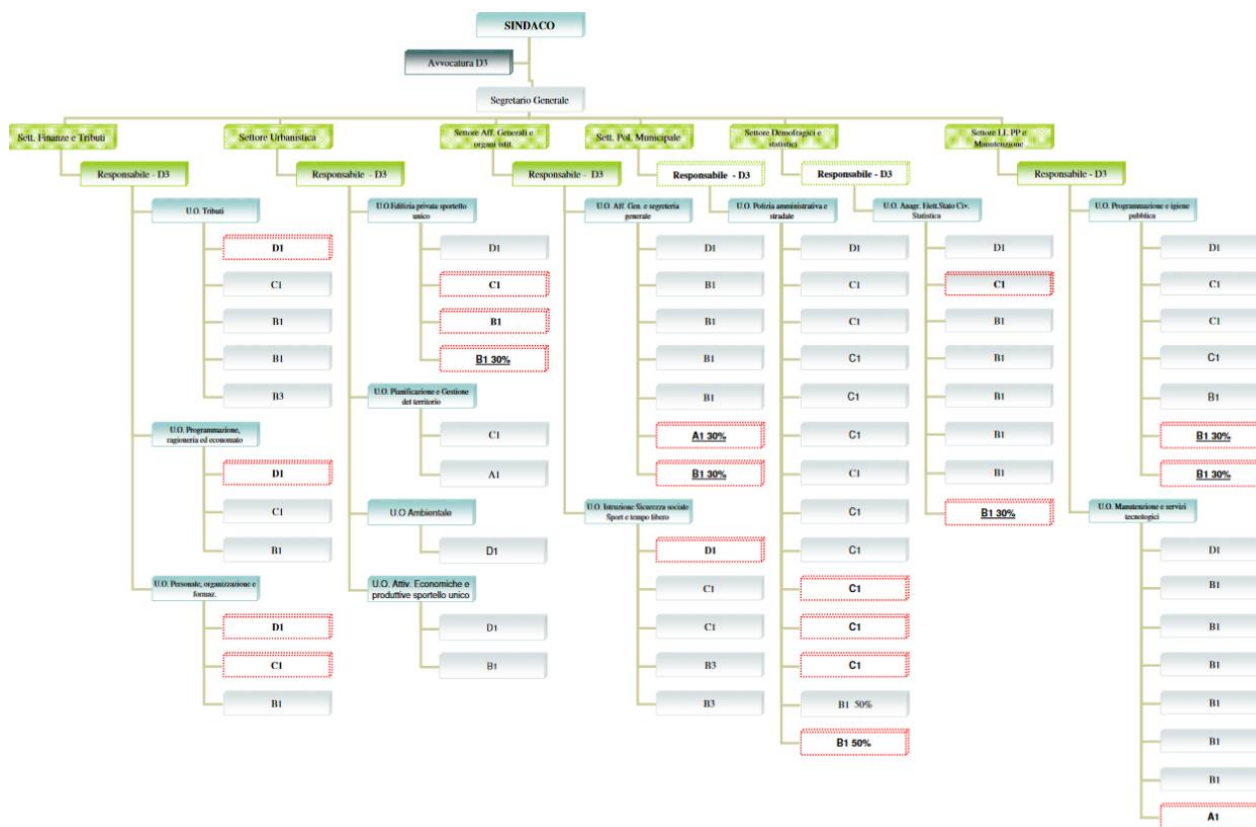 SINDACO
Avvocatura D3
Segretario Generale
Sett. Finanze e Tributi
Settore Urbanistica
Settore Aff. Generali e
organi istit.
Sett. Pol. Municipale
Settore Demofragici e
statistici
Settore LL PP e
Manutenzione
Responsabile - D3
Responsabile - D3
Responsabile - D3
Responsabile - D3
Responsabile - D3
Responsabile - D3
U.O. Tributi
D1
C1
B1
B1
B3
U.O. Programmazione,
ragioneria ed economato
D1
C1
B1
U.O. Personale, organizzazione e
formaz.
D1
C1
B1
U.O.Edilizia privata sportello
unico
D1
C1
B1
B1 30%
U.O. Pianificazione e Gestione
del territorio
C1
A1
U.O Ambientale
D1
U.O. Attiv. Economiche e
produttive sportello unico
D1
B1
U.O. Aff. Gen. e segreteria
generale
D1
B1
B1
B1
B1
A1 30%
B1 30%
U.O. Istruzione Sicurezza sociale
Sport e tempo libero
D1
C1
C1
B3
B3
U.O. Polizia amministrativa e
stradale
D1
C1
C1
C1
C1
C1
C1
C1
C1
C1
C1
C1
B1 50%
B1 50%
U.O. Anagr. Elett.Stato Civ.
Statistica
D1
C1
B1
B1
B1
B1
B1
B1 30%
U.O. Programmazione e igiene
pubblica
D1
C1
C1
C1
B1
B1 30%
B1 30%
U.O. Manutenzione e servizi
tecnologici
D1
B1
B1
B1
B1
B1
B1
A1